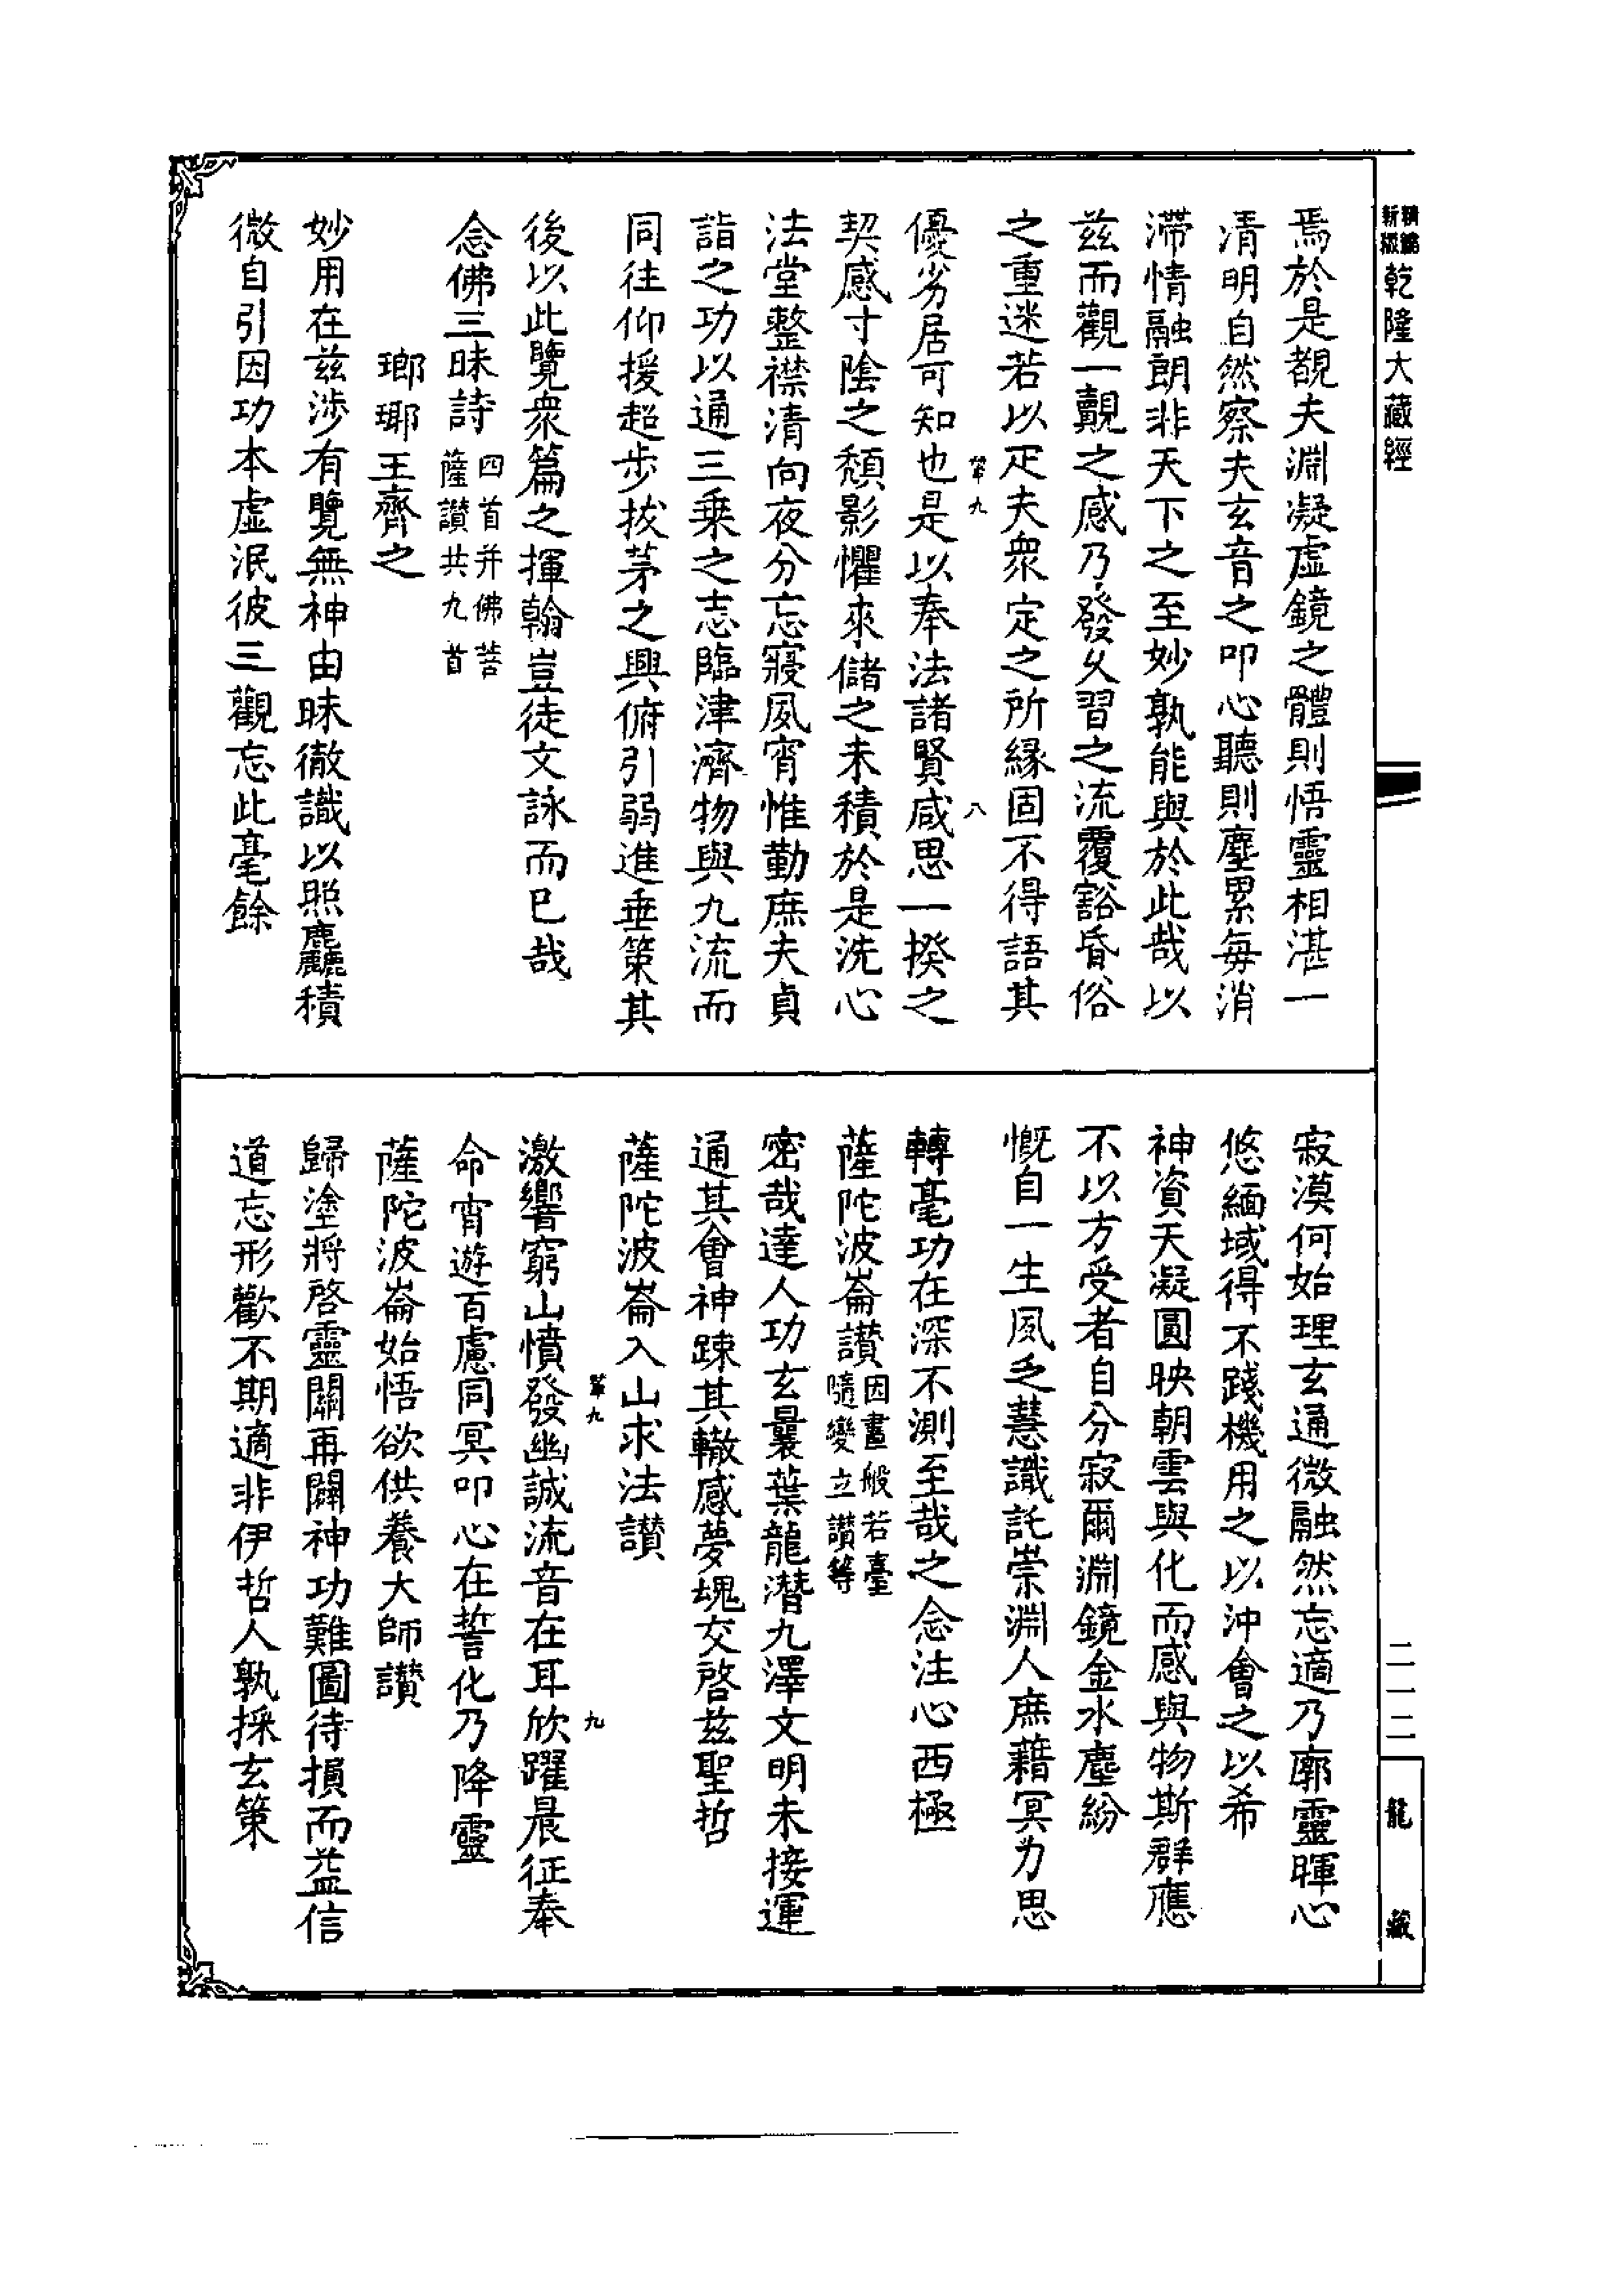 新纂精編乾隆大藏經
焉於是覩夫淵凝虛鏡之體則悟靈相湛一
清明自然察夫玄音之叩心聽則塵累每消
滯情融朗非天下之至妙孰能與於此哉以
茲而觀一覿之感乃發久習之流覆豁昏俗
之重迷若以疋夫衆定之所緣固不得語其
優劣居可知也是以奉法諸賢咸思一揆之
契感寸陰之頹影懼來儲之未積於是洗心
法堂整襟清向夜分忘寢夙宵惟勤庶夫貞
詣之功以通三乗之志臨津濟物與九流而
同往仰援超步拔茅之興俯引弱進垂策其
後以此覽衆篇之揮翰豈徒文詠而已哉
念佛三昧詩四首并佛菩薩讚共九首
瑯琊王齊之
妙用在茲涉有覽無神由昧徹識以照麤積
微自引因功本虛泯彼三觀忘此毫餘
寂漠何始理玄通微融然忘適乃廓靈暉心
悠緬域得不踐機用之以沖會之以希
神資天凝圓映朝雲與化而感與物斯群應
不以方受者自分寂爾淵鏡金水塵紛
慨自一生夙乏慧識託崇淵人庶藉冥力思
轉毫功在深不測至哉之念注心西極
薩陀波崙讚因畫般若臺隨變立讚等
密哉達人功玄曩葉龍潛九澤文明未接運
通其會神疎其轍感夢塊交啓茲聖哲
薩陀波崙入山求法讚
激響窮山憤發幽誠流音在耳欣躍晨征奉
命宵遊百慮同冥叩心在誓化乃降靈
薩陀波崙始悟欲供養大師讚
歸塗將啓靈關再闢神功難圖待損而益信
道忘形歡不期適非伊哲人孰採玄策
九
八
九
九
二一二
龍藏